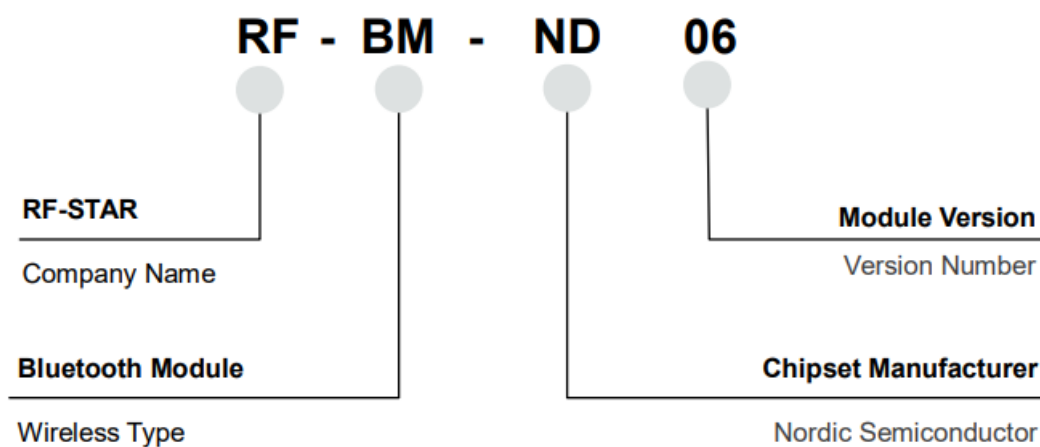 RF - BM - ND 06
RF-STAR
Company Name
Module Version
Version Number
Bluetooth Module
Wireless Type
Chipset Manufacturer
Nordic Semiconductor